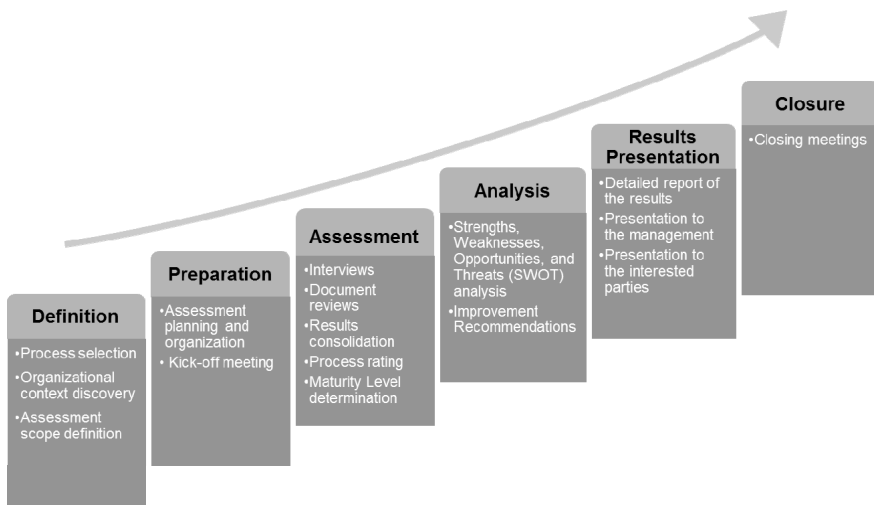 Definition
•Process selection
•Organizational
context discovery
•Assessment
scope definition
Preparation
•Assessment
planning and
organization
• Kick-off meeting
Assessment
•Interviews
•Document
reviews
•Results
consolidation
•Process rating
•Maturity Level
determination
Analysis
•Strengths,
Weaknesses,
Opportunities, and
Threats (SWOT)
analysis
•Improvement
Recommendations
Results
Presentation
•Detailed report of
the results
•Presentation to
the management
•Presentation to
the interested
parties
Closure
•Closing meetings